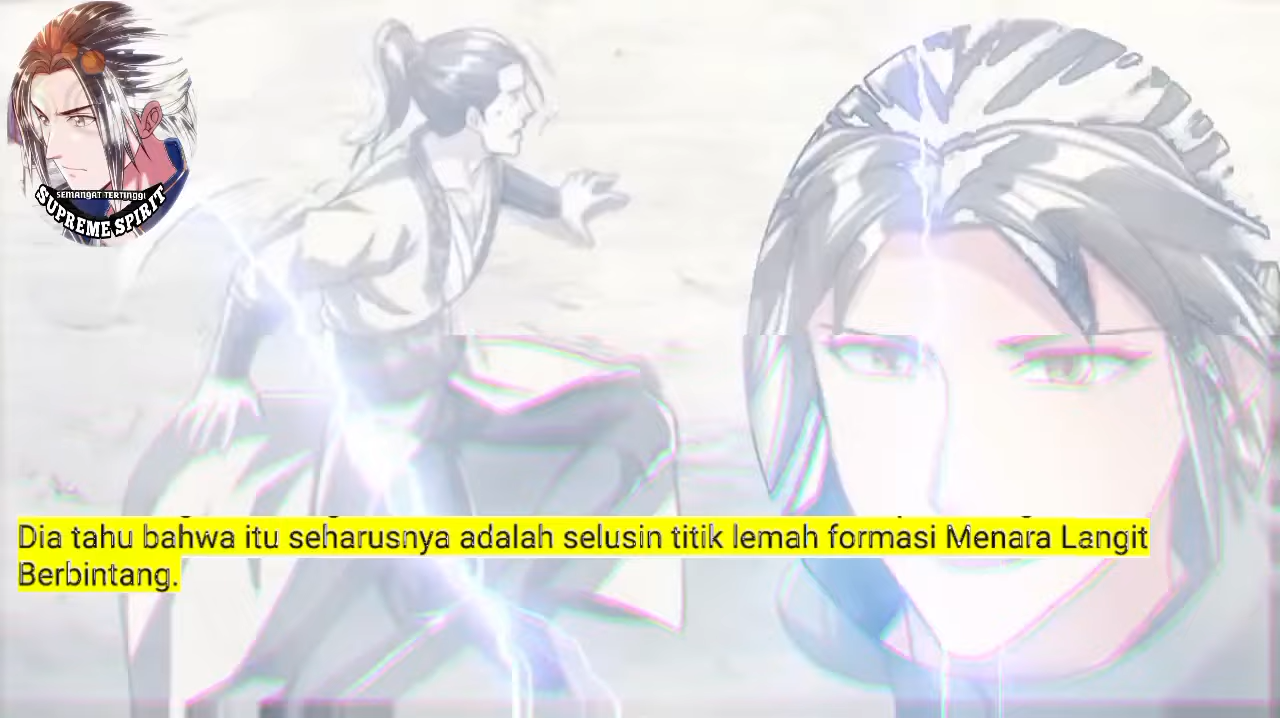 SEMANGAT TERTINGGI
SUPREME SPIRIT
Dia tahu bahwa itu seharusnya adalah selusin titik lemah formasi Menara Langit
Berbintang.